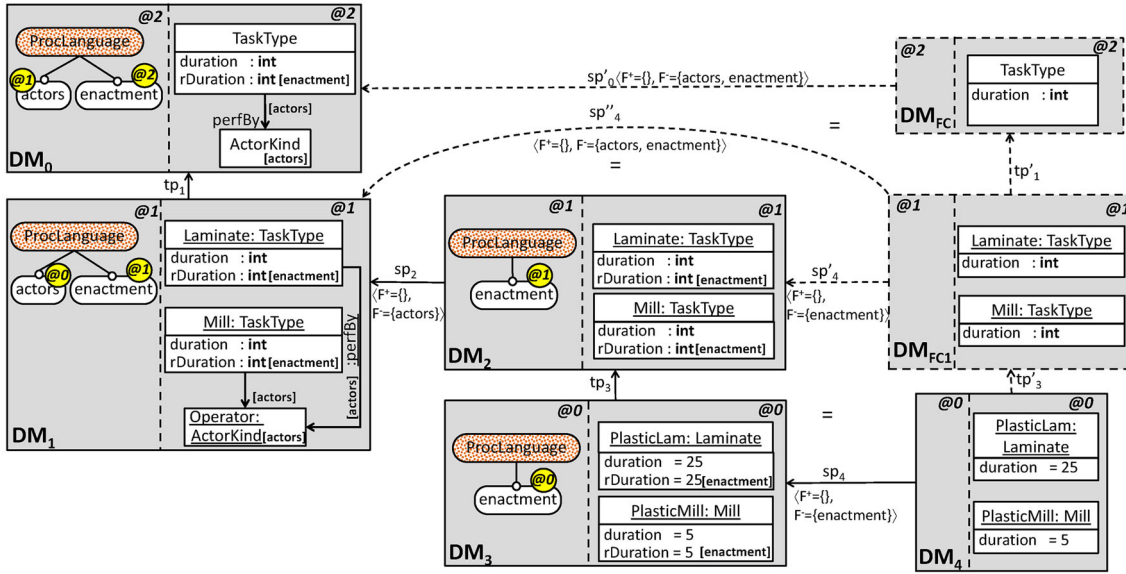 @2
@2
ProcLanguage
@1
@2
actors
enactment
DM0
TaskType
duration : int
rDuration : int [enactment]
[actors]
perfBy
ActorKind
[actors]
sp'0⟨F+={}, F-={actors, enactment}⟩
@2
@2
TaskType
duration : int
DMFC
sp''4
⟨F+={}, F-={actors, enactment}⟩
=
=
tp1
tp'1
@1
@1
ProcLanguage
@0
@1
actors
enactment
Laminate: TaskType
duration : int
rDuration : int[enactment]
Mill: TaskType
duration : int
rDuration : int[enactment]
:perfBy
[actors]
[actors]
Operator:
ActorKind[actors]
DM1
sp2
⟨F+={},
F-={actors}⟩
@1
@1
ProcLanguage
@1
enactment
Laminate: TaskType
duration : int
rDuration : int[enactment]
Mill: TaskType
duration : int
rDuration : int[enactment]
DM2
sp'4
⟨F+={},
F-={enactment}⟩
@1
@1
Laminate: TaskType
duration : int
Mill: TaskType
duration : int
DMFC1
tp3
tp'3
=
@0
@0
ProcLanguage
@0
enactment
PlasticLam: Laminate
duration = 25
rDuration = 25[enactment]
PlasticMill: Mill
duration = 5
rDuration = 5 [enactment]
DM3
sp4
⟨F+={},
F-={enactment}⟩
@0
@0
PlasticLam:
Laminate
duration = 25
PlasticMill: Mill
duration = 5
DM4